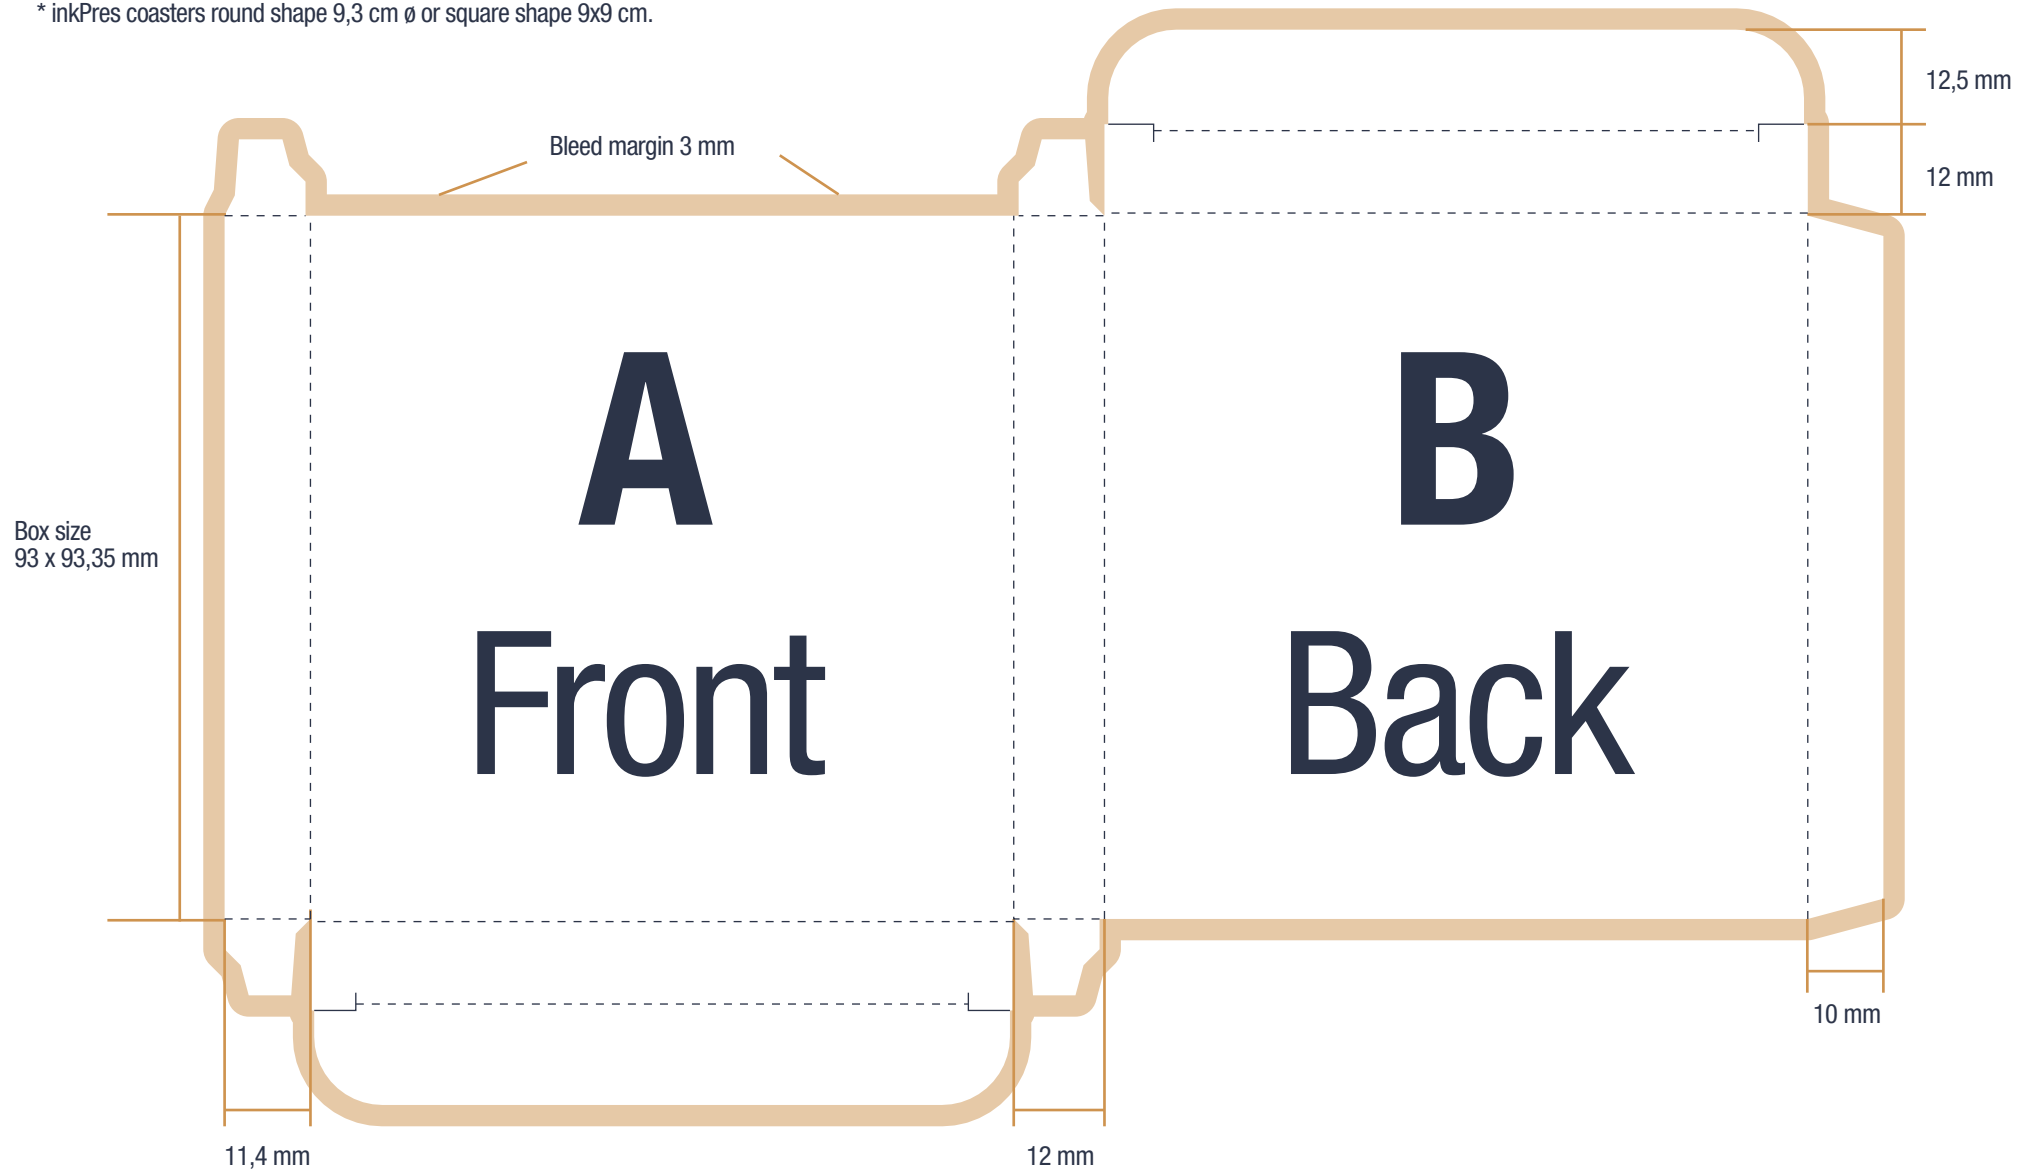 * inkPres coasters round shape 9,3 cm ø or square shape 9x9 cm.
12,5 mm
Bleed margin 3 mm
12 mm
A
B
Box size
93 x 93,35 mm
Front
Back
10 mm
11,4 mm
12 mm